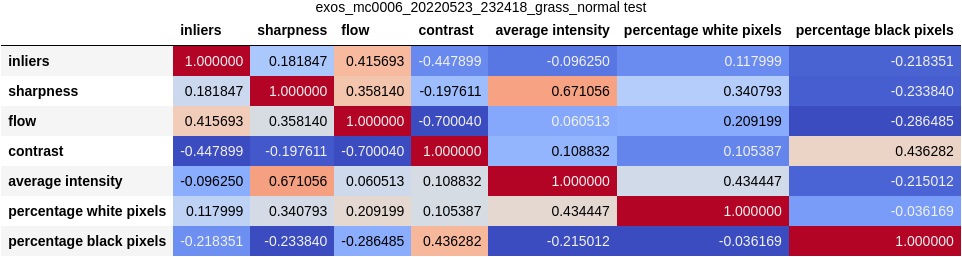 exos_mc0006_20220523_232418_grass_normal test
inliers sharpness flow contrast average intensity percentage white pixels percentage black pixels
inliers 1.000000 0.181847 0.415693 -0.447899 -0.096250 0.117999 -0.218351
sharpness 0.181847 1.000000 0.358140 -0.197611 0.671056 0.340793 -0.233840
flow 0.415693 0.358140 1.000000 -0.700040 0.060513 0.209199 -0.286485
contrast -0.447899 -0.197611 -0.700040 1.000000 0.108832 0.105387 0.436282
average intensity -0.096250 0.671056 0.060513 0.108832 1.000000 0.434447 -0.215012
percentage white pixels 0.117999 0.340793 0.209199 0.105387 0.434447 1.000000 -0.036169
percentage black pixels -0.218351 -0.233840 -0.286485 0.436282 -0.215012 -0.036169 1.000000